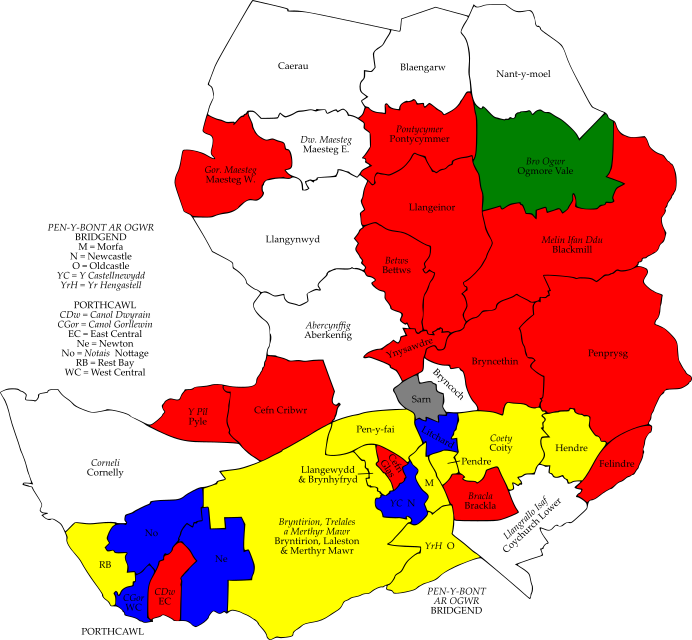 Caerau
Blaengarw
Nant-y-moel
Pontycymer
Pontycymmer
Dw. Maesteg
Maesteg E.
Gor. Maesteg
Maesteg W.
Bro Ogwr
Ogmore Vale
Llangeinor
Llangynwyd
Melin Ifan Ddu
Blackmill
Betws
Bettws
PEN-Y-BONT AR OGWR
BRIDGEND
M = Morfa
N = Newcastle
O = Oldcastle
YC = Y Castellnewydd
YrH = Yr Hengastell
PORTHCAWL
CDw = Canol Dwyrain
CGor = Canol Gorllewin
EC = East Central
Ne = Newton
No = Notais Nottage
RB = Rest Bay
WC = West Central
Abercynffig
Aberkenfig
Ynysawdre
Bryncethin
Penprysg
Bryncoch
Sarn
Y Pîl
Pyle
Cefn Cribwr
Pen-y-fai
Litchard
Coety
Coity
Hendre
Pendre
Felindre
Cefn
Glas
Llangewydd
& Brynhyfryd
Corneli
Cornelly
M
Y C N
Bracla
Brackla
Llangrallo Isaf
Coychurch Lower
Bryntirion, Trelales
a Merthyr Mawr
Bryntirion, Laleston
& Merthyr Mawr
YrH O
No
Ne
RB
CDw
EC
CGor
WC
PEN-Y-BONT
AR OGWR
BRIDGEND
PORTHCAWL